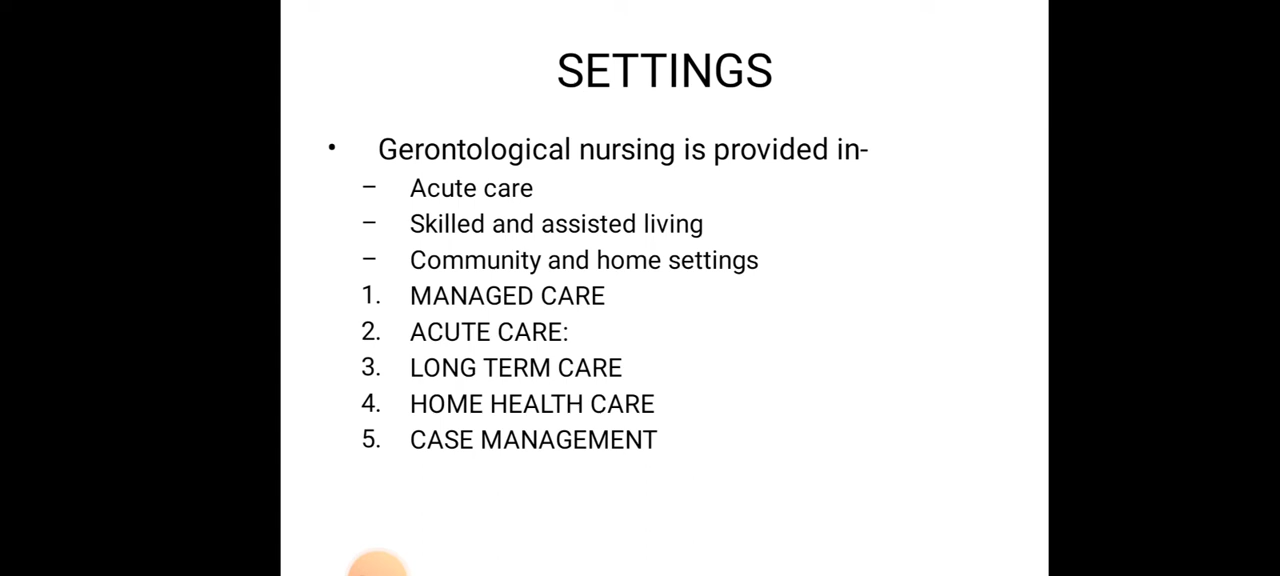 SETTINGS
• Gerontological nursing is provided in-
– Acute care
– Skilled and assisted living
– Community and home settings
1. MANAGED CARE
2. ACUTE CARE:
3. LONG TERM CARE
4. HOME HEALTH CARE
5. CASE MANAGEMENT